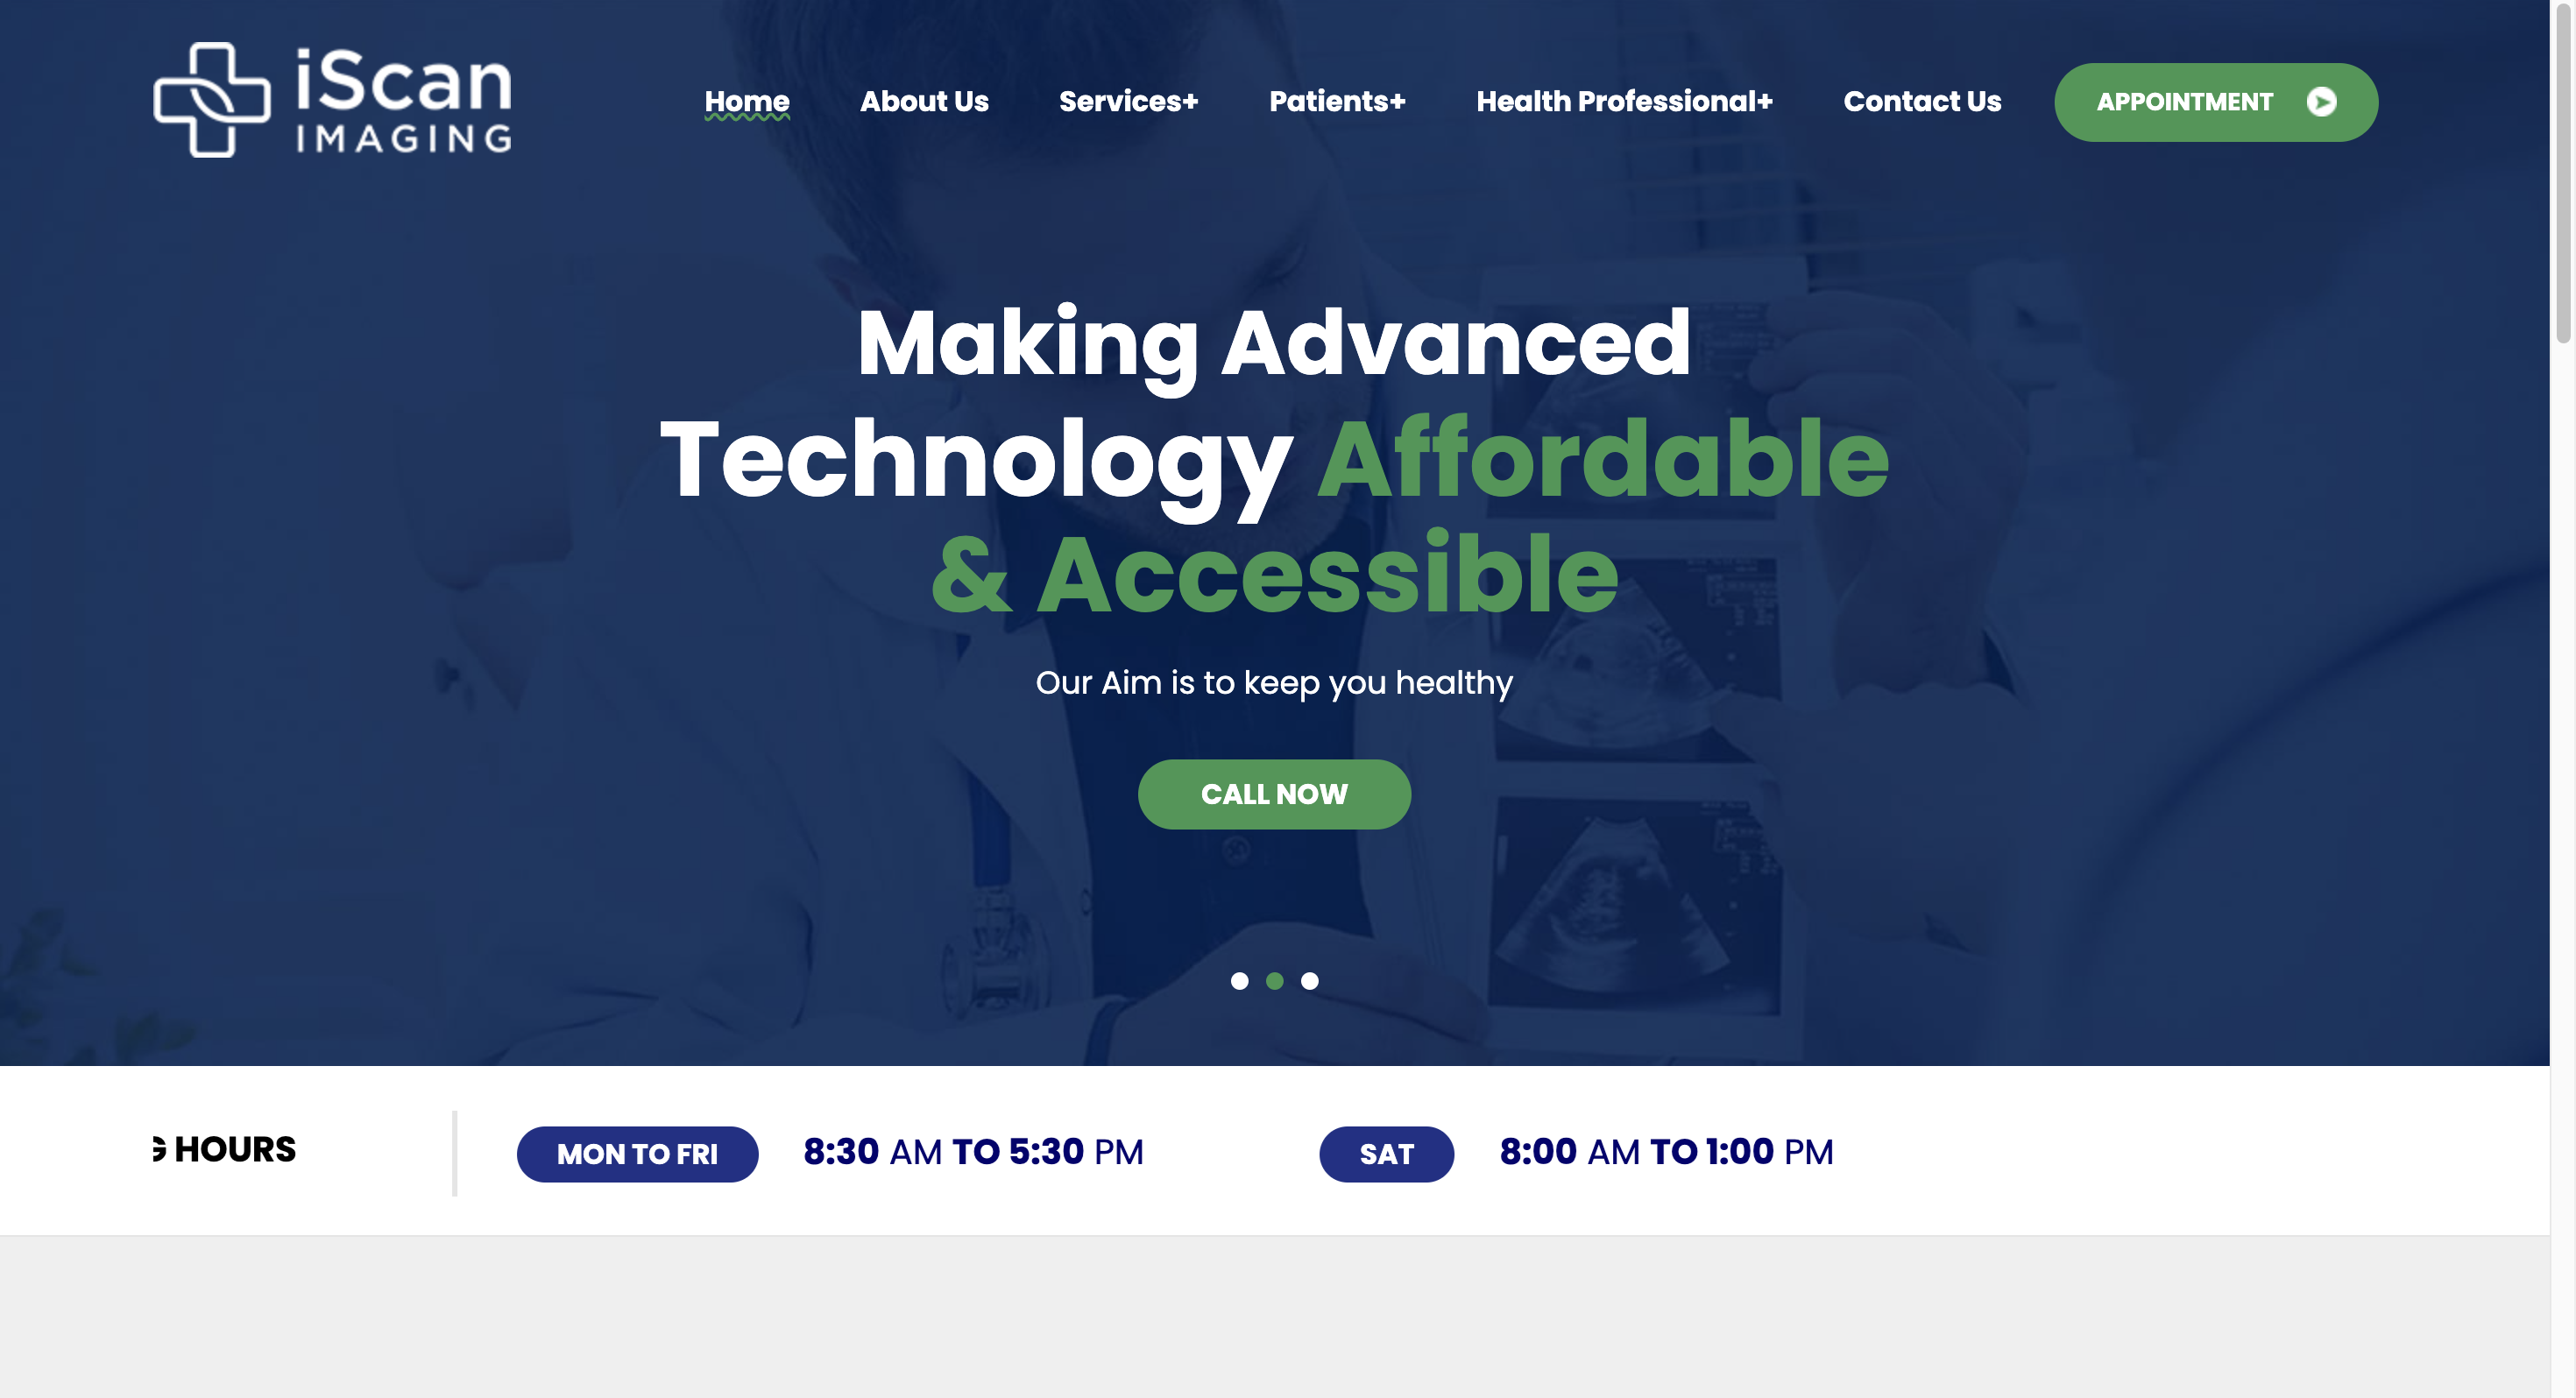 iScan
IMAGING
Home About Us Services+ Patients+ Health Professional+ Contact Us APPOINTMENT
Making Advanced
Technology Affordable
& Accessible
Our Aim is to keep you healthy
CALL NOW
HOURS MON TO FRI 8:30 AM TO 5:30 PM SAT 8:00 AM TO 1:00 PM